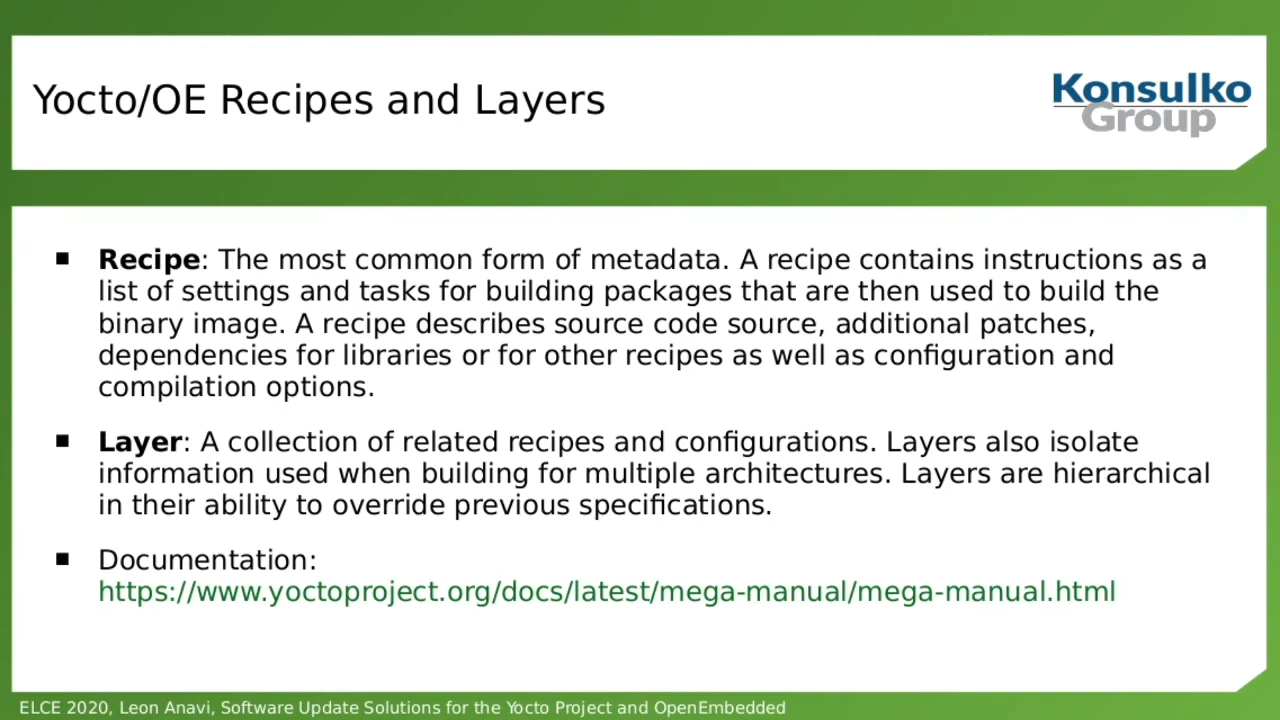 Yocto/OE Recipes and Layers
Konsulko
Group
Recipe: The most common form of metadata. A recipe contains instructions as a
list of settings and tasks for building packages that are then used to build the
binary image. A recipe describes source code source, additional patches,
dependencies for libraries or for other recipes as well as configuration and
compilation options.
Layer: A collection of related recipes and configurations. Layers also isolate
information used when building for multiple architectures. Layers are hierarchical
in their ability to override previous specifications.
Documentation:
https://www.yoctoproject.org/docs/latest/mega-manual/mega-manual.html
ELCE 2020, Leon Anavi, Software Update Solutions for the Yocto Project and OpenEmbedded